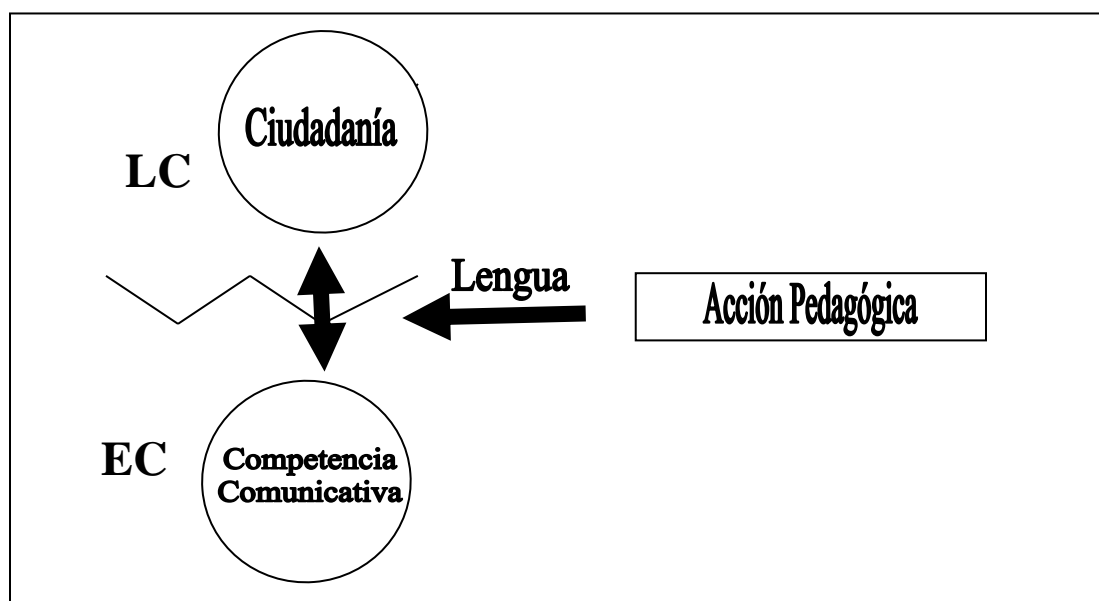 Ciudadanía
LC
Lengua
Acción Pedagógica
EC
Competencia
Comunicativa